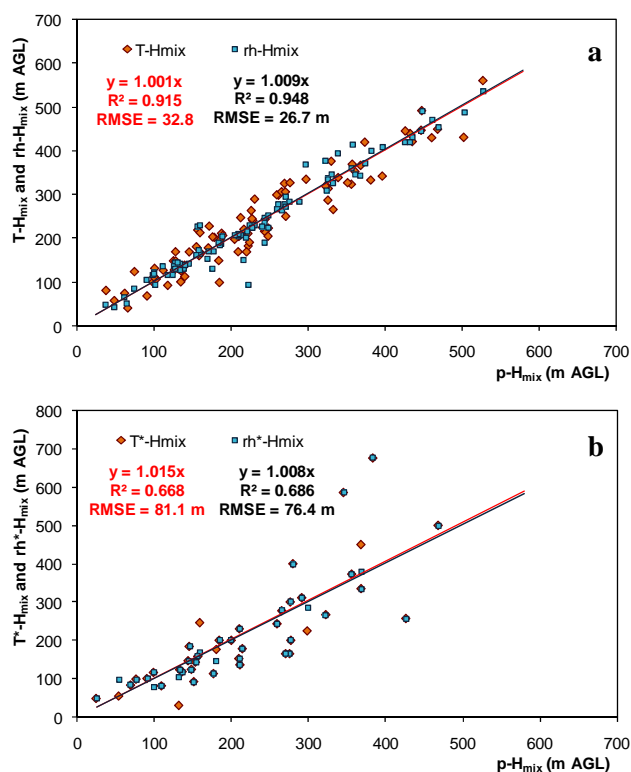 a
T-Hmix rh-Hmix
y = 1.001x y = 1.009x
R² = 0.915 R² = 0.948
RMSE = 32.8 RMSE = 26.7 m
T-Hmix and rh-Hmix (m AGL)
700
600
500
400
300
200
100
0
0 100 200 300 400 500 600 700
p-Hmix (m AGL)
b
T*-Hmix rh*-Hmix
y = 1.015x y = 1.008x
R² = 0.668 R² = 0.686
RMSE = 81.1 m RMSE = 76.4 m
T*-Hmix and rh*-Hmix (m AGL)
800
700
600
500
400
300
200
100
0
0 100 200 300 400 500 600 700
p-Hmix (m AGL)